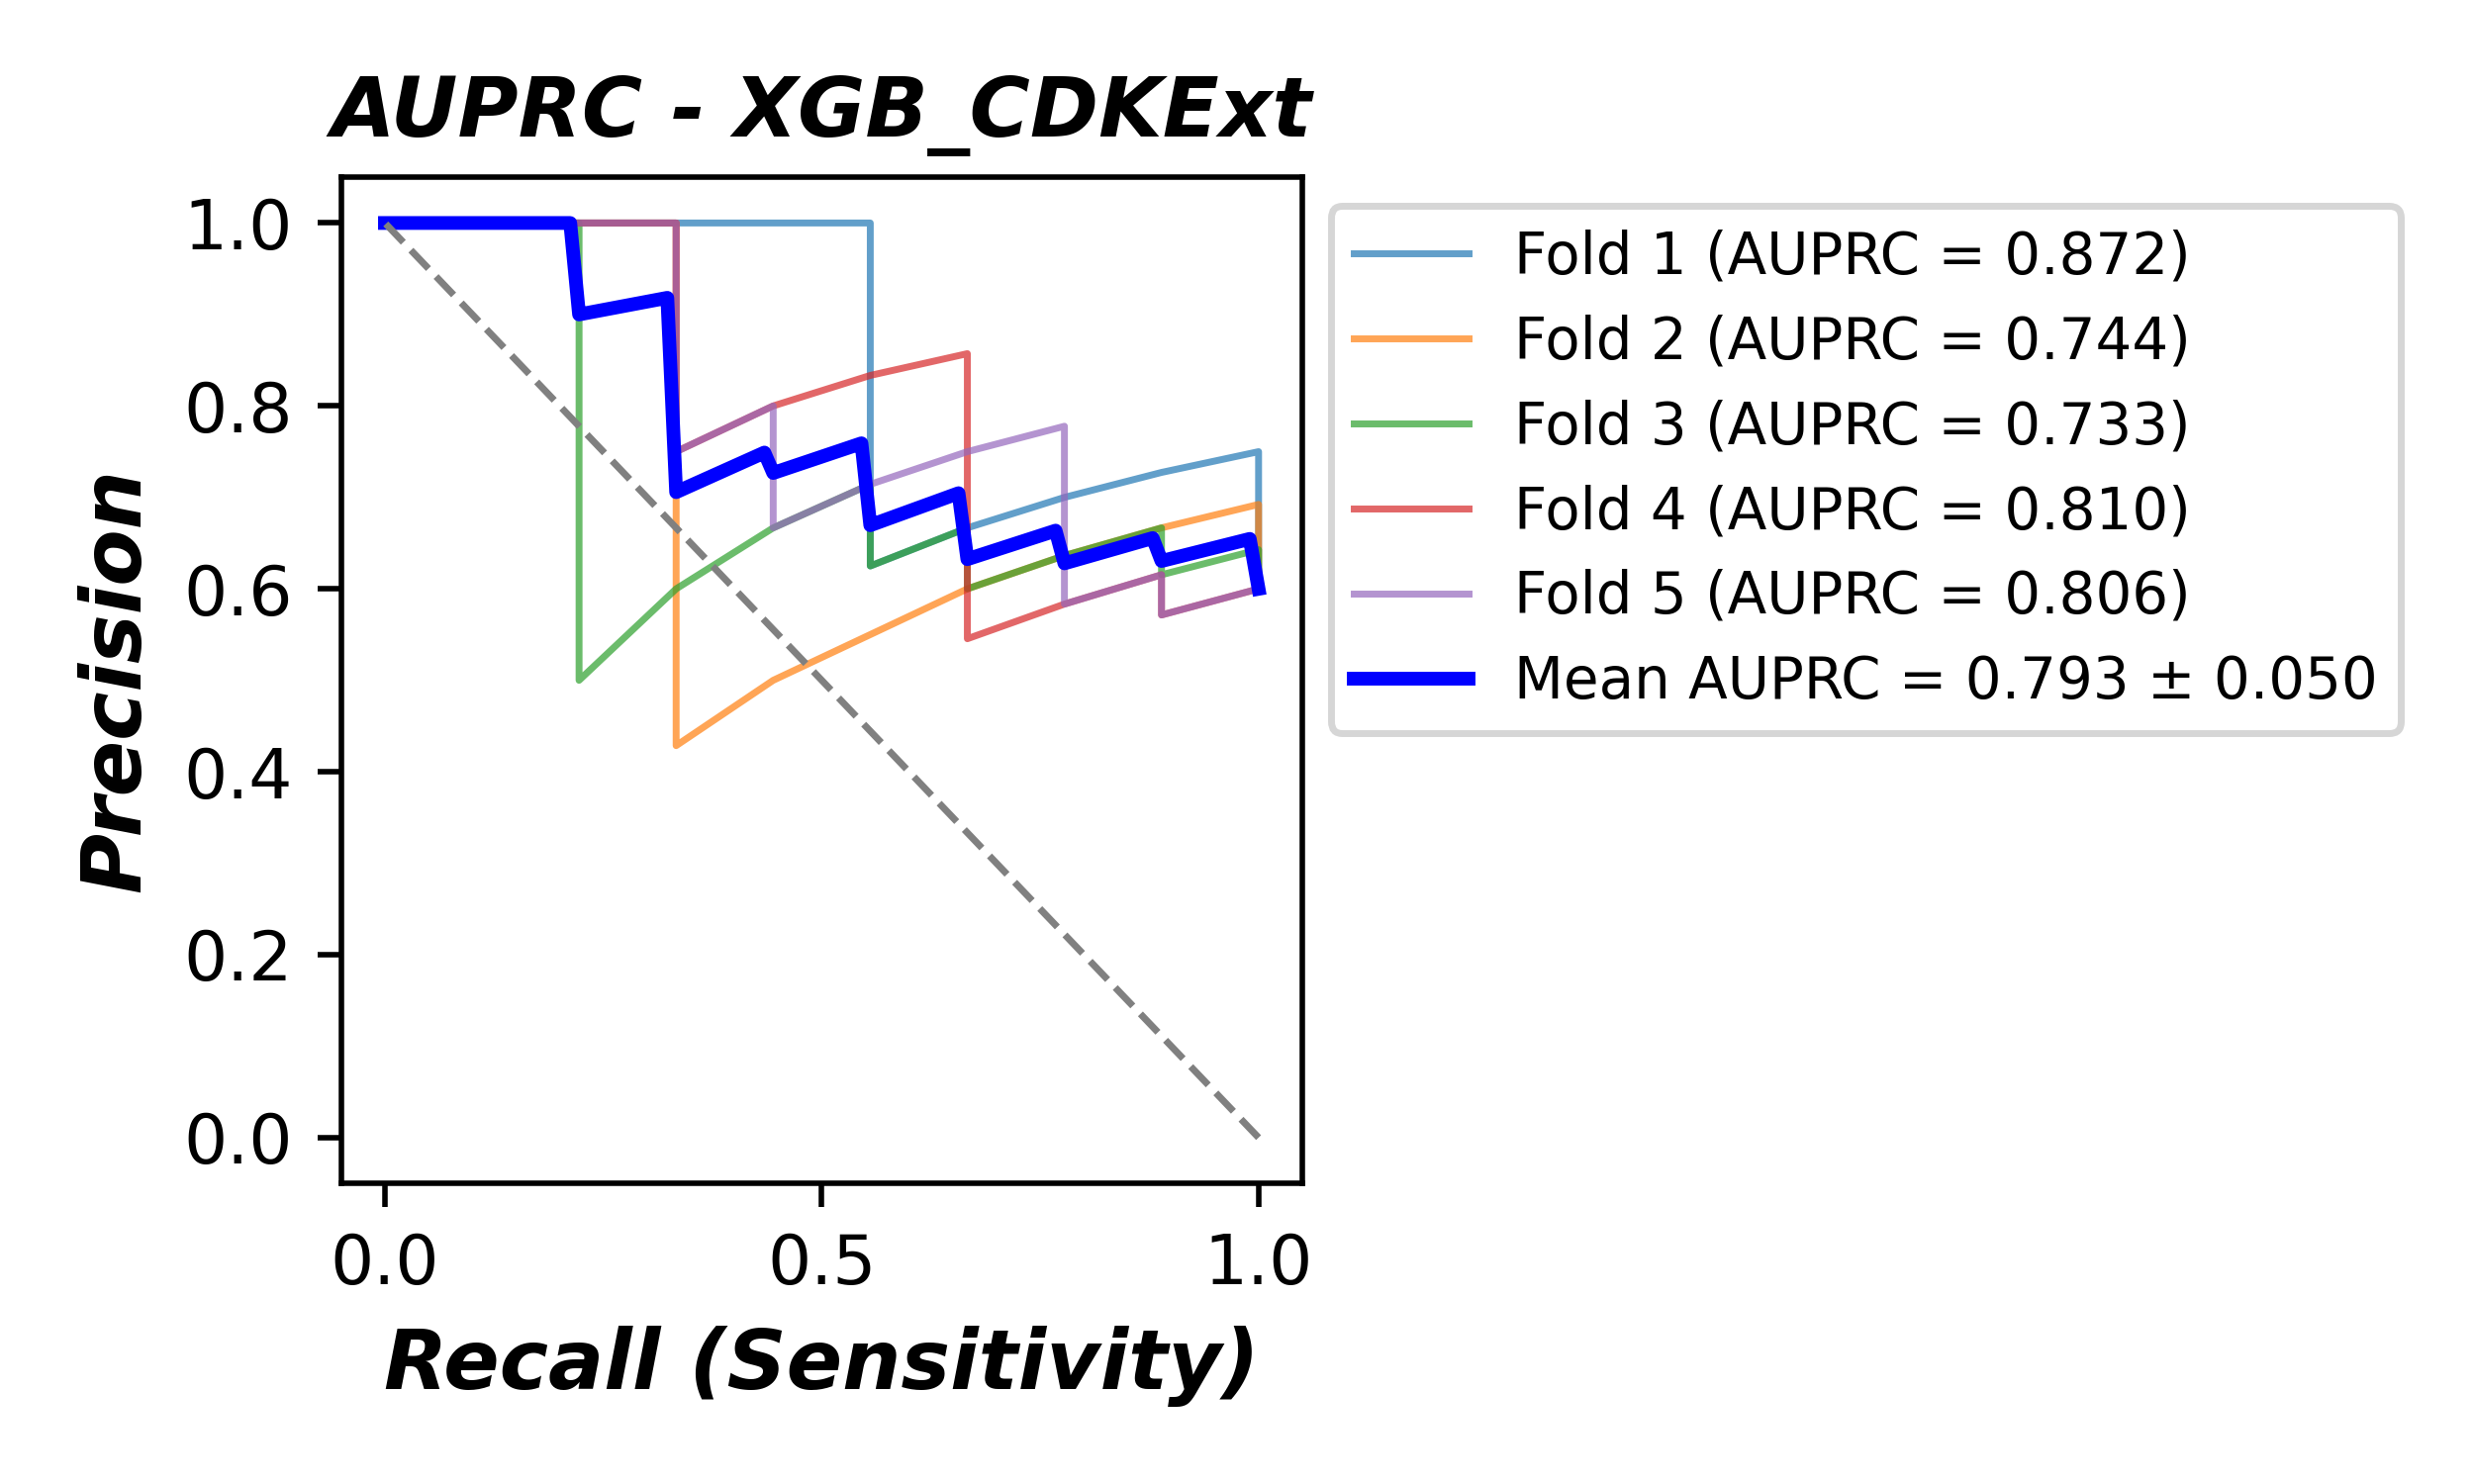 AUPRC - XGB_CDKExt
Precision
1.0
0.8
0.6
0.4
0.2
0.0
0.0 0.5 1.0
Recall (Sensitivity)
Fold 1 (AUPRC = 0.872)
Fold 2 (AUPRC = 0.744)
Fold 3 (AUPRC = 0.733)
Fold 4 (AUPRC = 0.810)
Fold 5 (AUPRC = 0.806)
Mean AUPRC = 0.793 ± 0.050